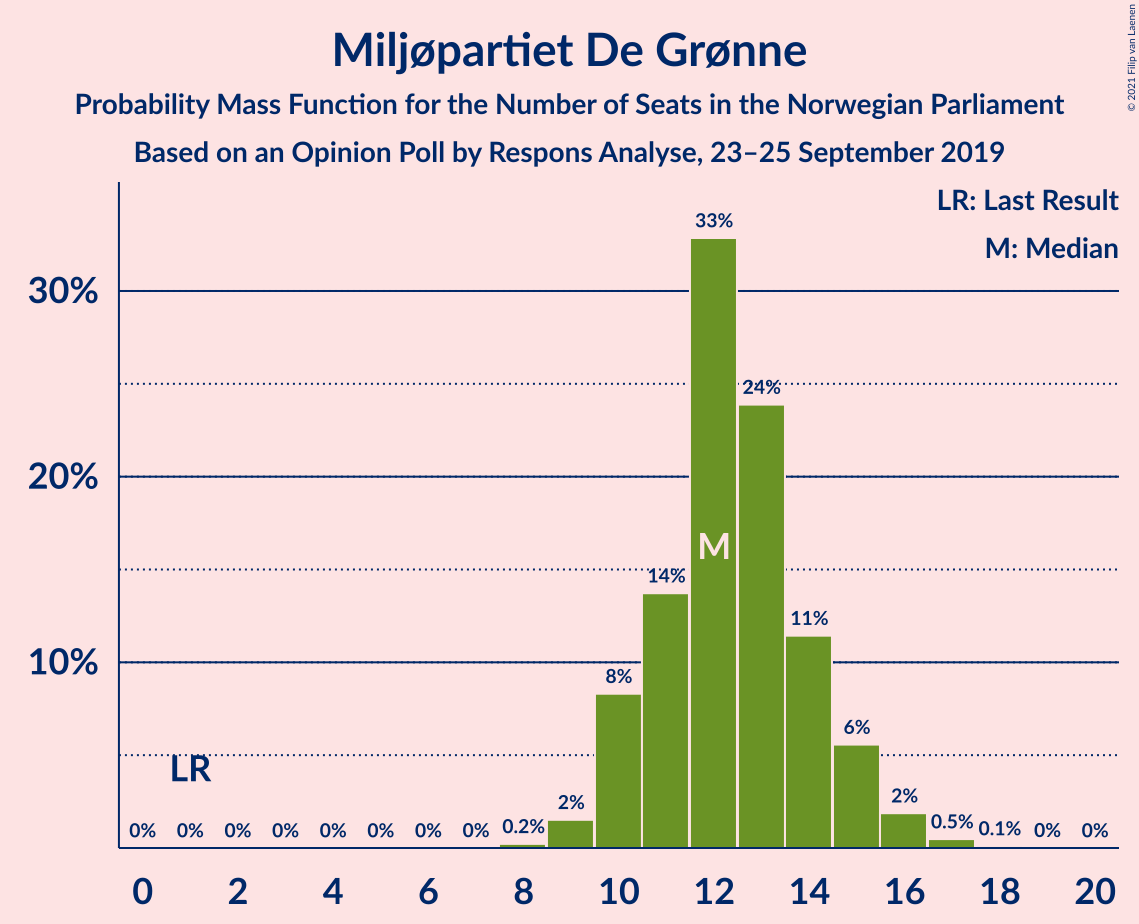 Miljøpartiet De Grønne
Probability Mass Function for the Number of Seats in the Norwegian Parliament
Based on an Opinion Poll by Respons Analyse, 23–25 September 2019
© 2021 Filip van Laenen
LR: Last Result
M: Median
30%
20%
10%
33%
24%
14%
11%
8%
6%
2%
2%
0% 0% 0% 0% 0% 0% 0% 0% 0.2% 0.5% 0.1% 0% 0%
LR
M
0 2 4 6 8 10 12 14 16 18 20